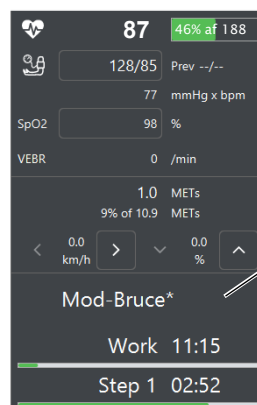 87 46% af 188
128/85 Prev --/--
77 mmHg x bpm
SpO2 98 %
VEBR 0 /min
1.0 METs
9% of 10.9 METs
0.0 km/h 0.0 %
Mod-Bruce*
Work 11:15
Step 1 02:52